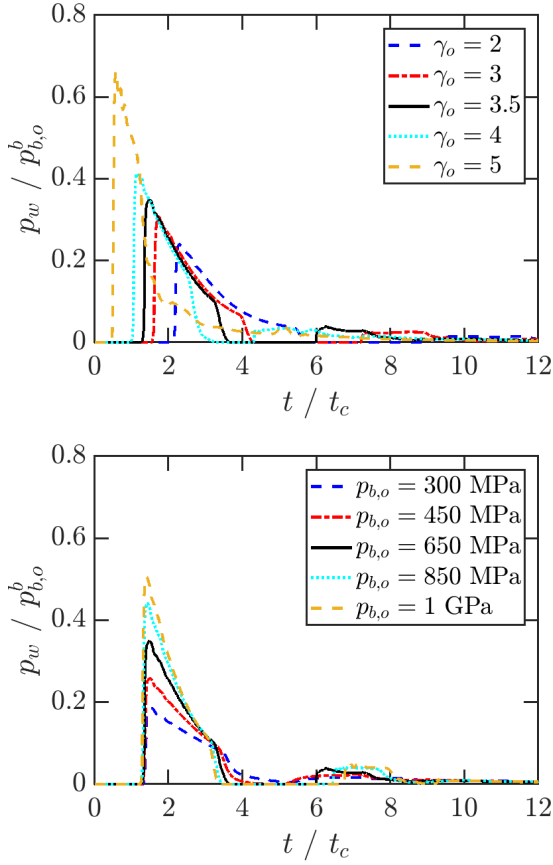 0.8
0.6
0.4
0.2
0
p_w / p^b_{b,o}
γ_o = 2
γ_o = 3
γ_o = 3.5
γ_o = 4
γ_o = 5
0 2 4 6 8 10 12
t / t_c
0.8
0.6
0.4
0.2
0
p_w / p^b_{b,o}
p_{b,o} = 300 MPa
p_{b,o} = 450 MPa
p_{b,o} = 650 MPa
p_{b,o} = 850 MPa
p_{b,o} = 1 GPa
0 2 4 6 8 10 12
t / t_c